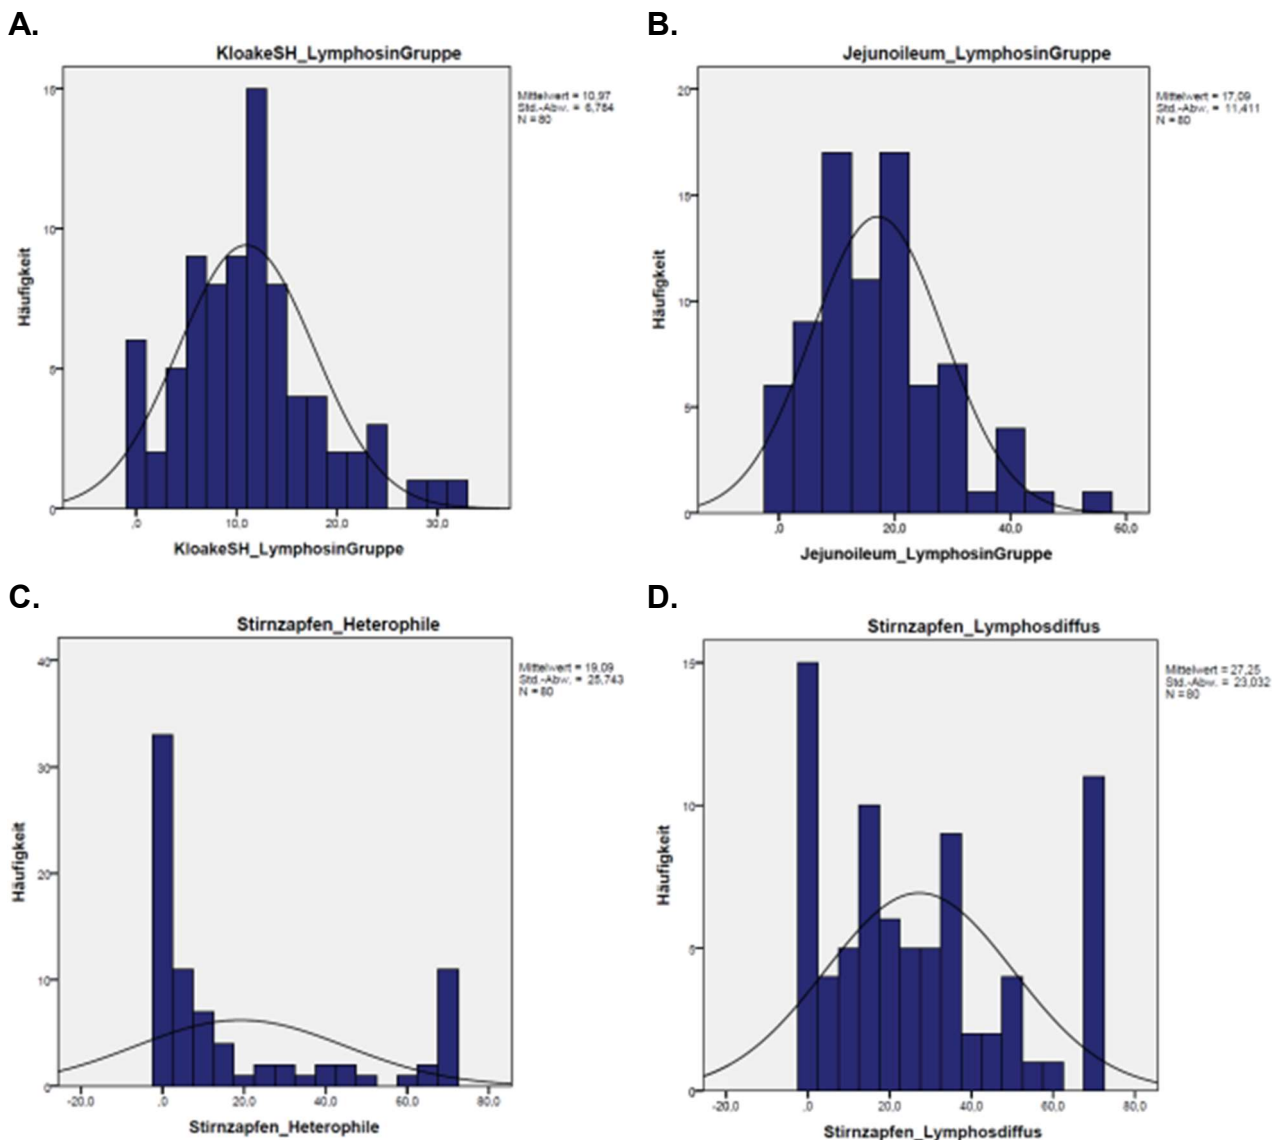 A.
KloakeSH_LymphosinGruppe
Mittelwert = 10,97
Std.-Abw. = 6,784
N = 80
Häufigkeit
15
10
5
0
,0 10,0 20,0 30,0
KloakeSH_LymphosinGruppe
B.
Jejunoileum_LymphosinGruppe
Mittelwert = 17,09
Std.-Abw. = 11,411
N = 80
Häufigkeit
20
15
10
5
0
,0 20,0 40,0 60,0
Jejunoileum_LymphosinGruppe
C.
Stirnzapfen_Heterophile
Mittelwert = 19,09
Std.-Abw. = 25,743
N = 80
Häufigkeit
40
30
20
10
0
-20,0 ,0 20,0 40,0 60,0 80,0
Stirnzapfen_Heterophile
D.
Stirnzapfen_Lymphosdiffus
Mittelwert = 27,25
Std.-Abw. = 23,032
N = 80
Häufigkeit
15
10
5
0
-20,0 ,0 20,0 40,0 60,0 80,0
Stirnzapfen_Lymphosdiffus